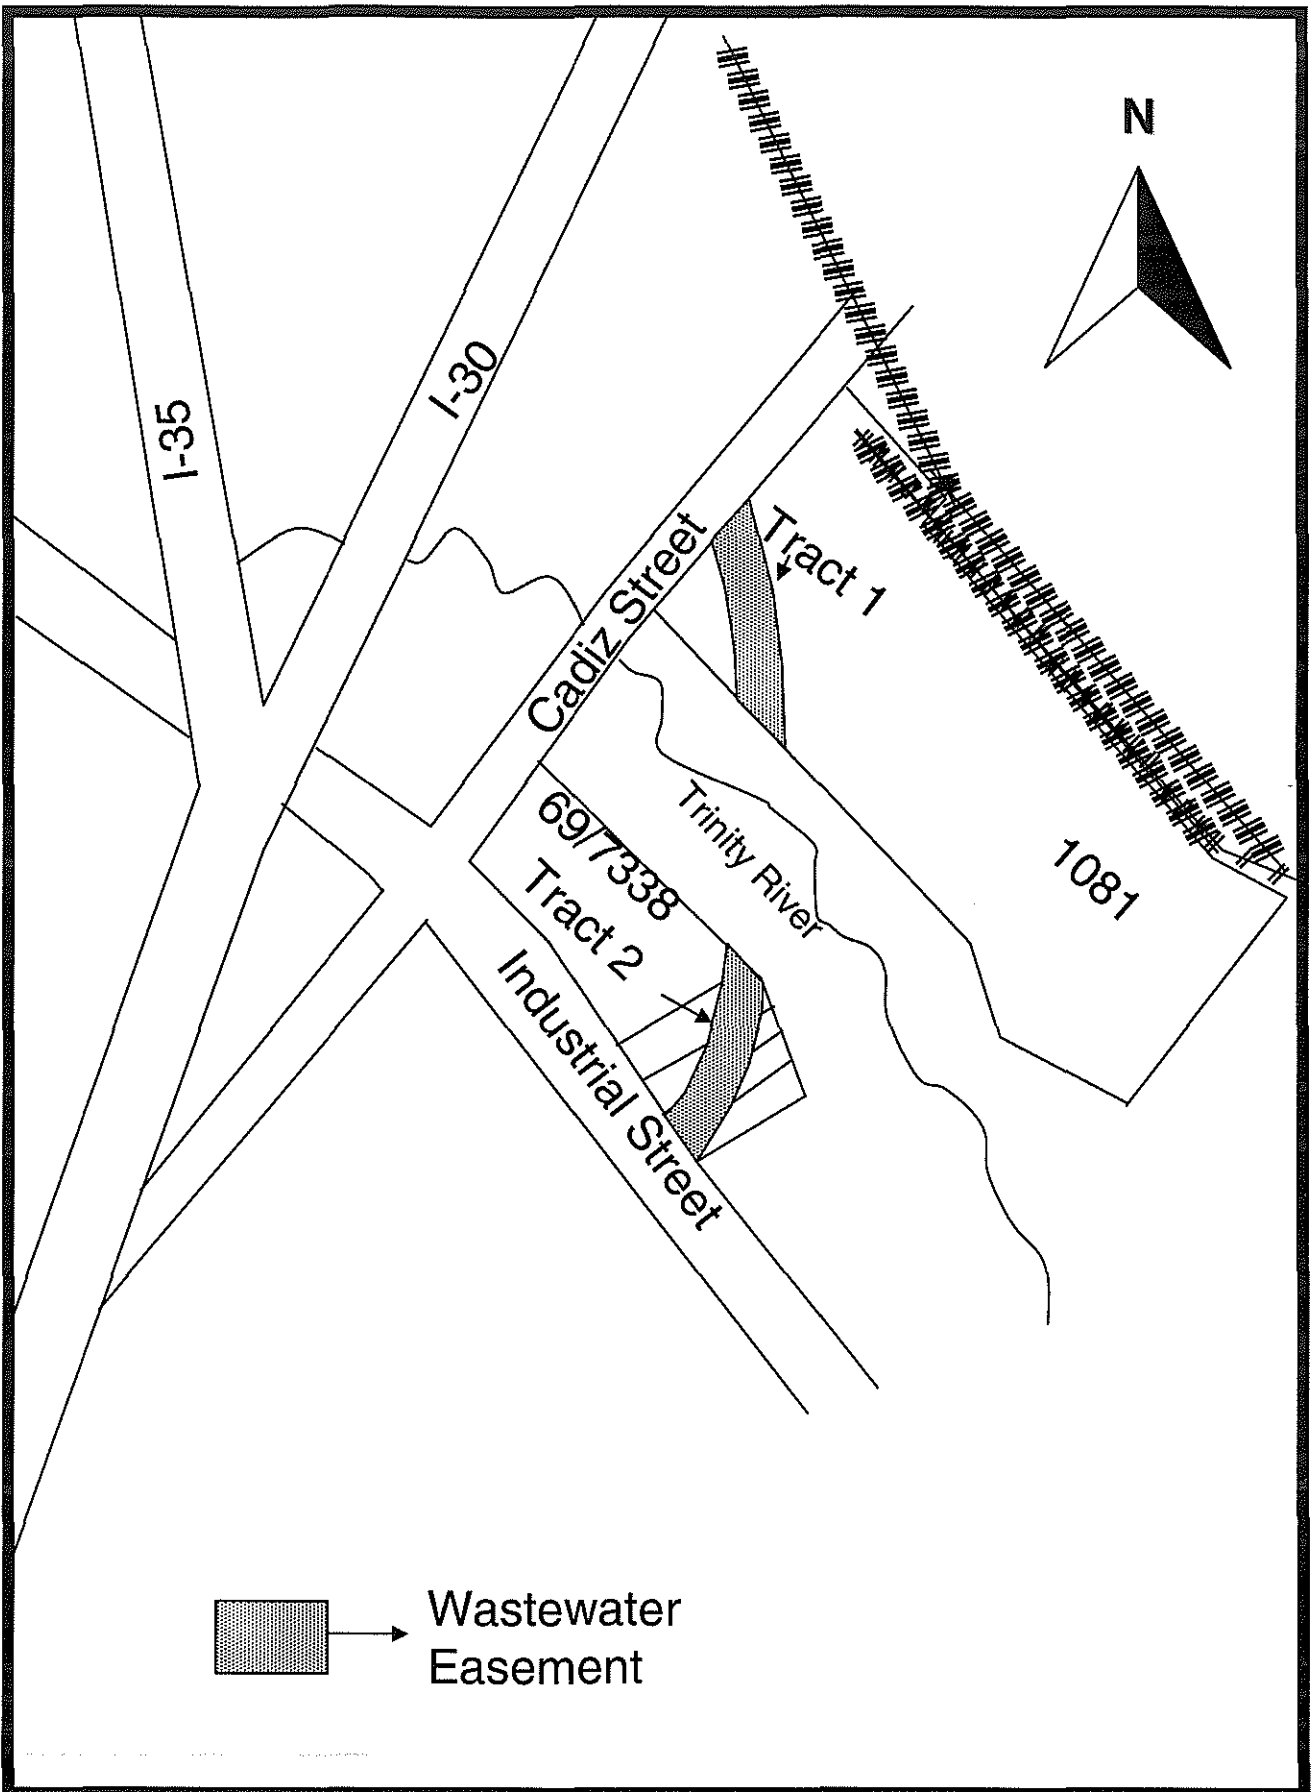 N
I-30
I-35
Tract 1
Cadiz Street
Trinity River
69/7338
1081
Tract 2
Industrial Street
Wastewater
Easement